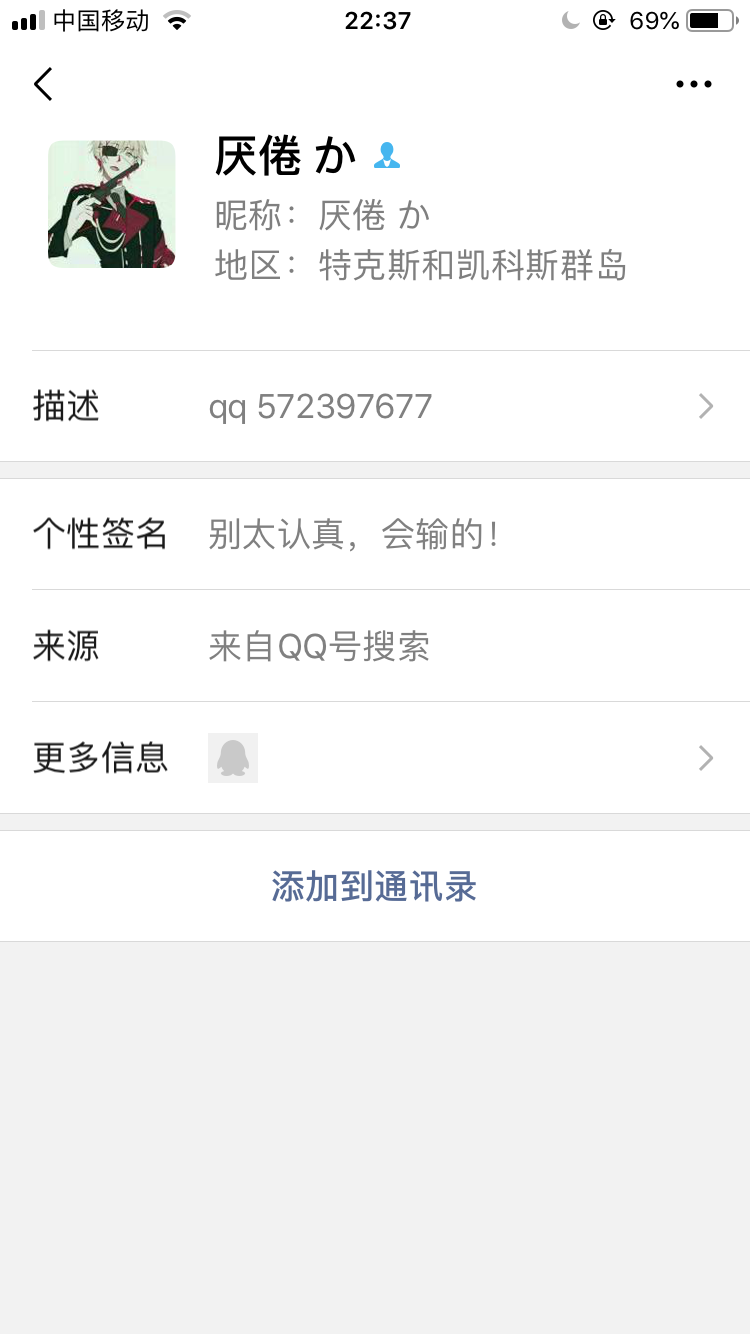 中国移动 22:37 69%
厌倦 か
昵称：厌倦 か
地区：特克斯和凯科斯群岛
描述 qq 572397677
个性签名 别太认真，会输的！
来源 来自QQ号搜索
更多信息
添加到通讯录